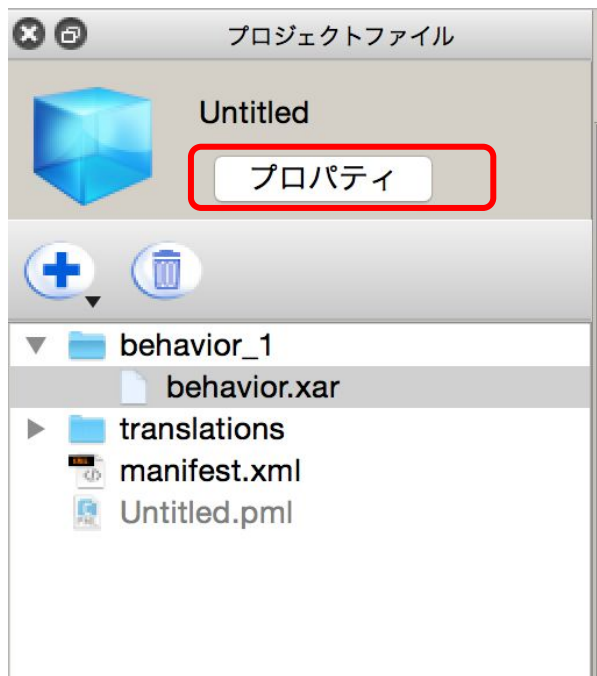 プロジェクトファイル
Untitled
プロパティ
behavior_1
behavior.xar
translations
manifest.xml
Untitled.pml